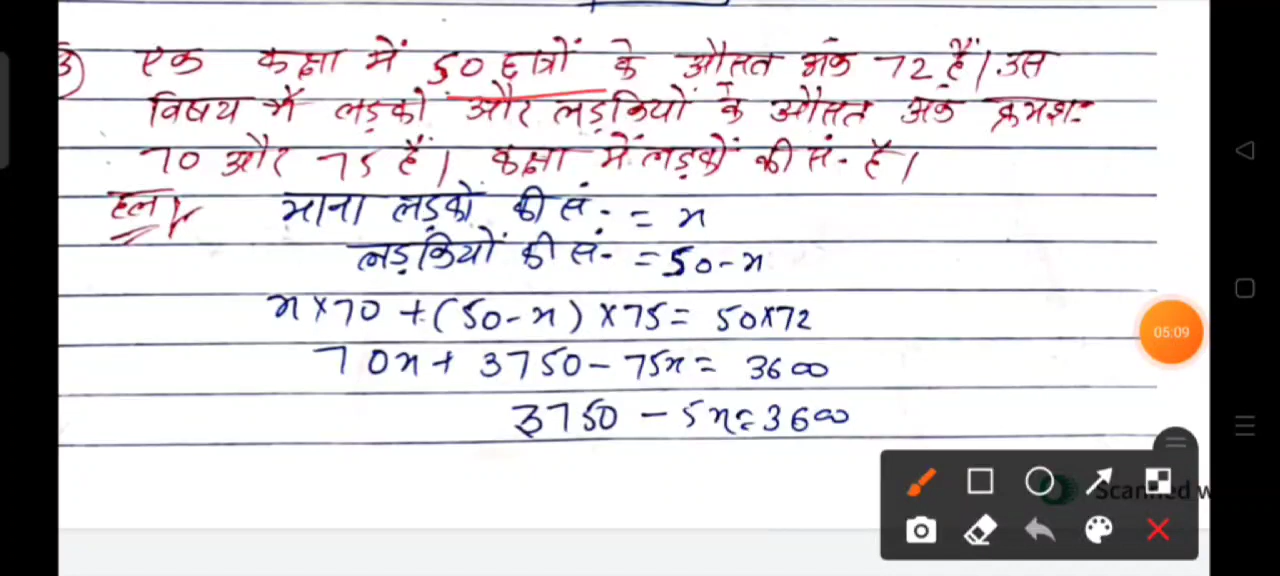 3) एक कक्षा में 50 छात्रों के औसत अंक 72 हैं। उस
विषय में लड़कों और लड़कियों के औसत अंक क्रमश:
70 और 75 हैं। कक्षा में लड़कों की सं. है।
हल
माना लड़कों की सं. = x
लड़कियों की सं. = 50-x
x×70 +(50-x) ×75= 50×72
70x+ 3750-75x= 3600
3750 - 5x=3600
05:09
Scanned w